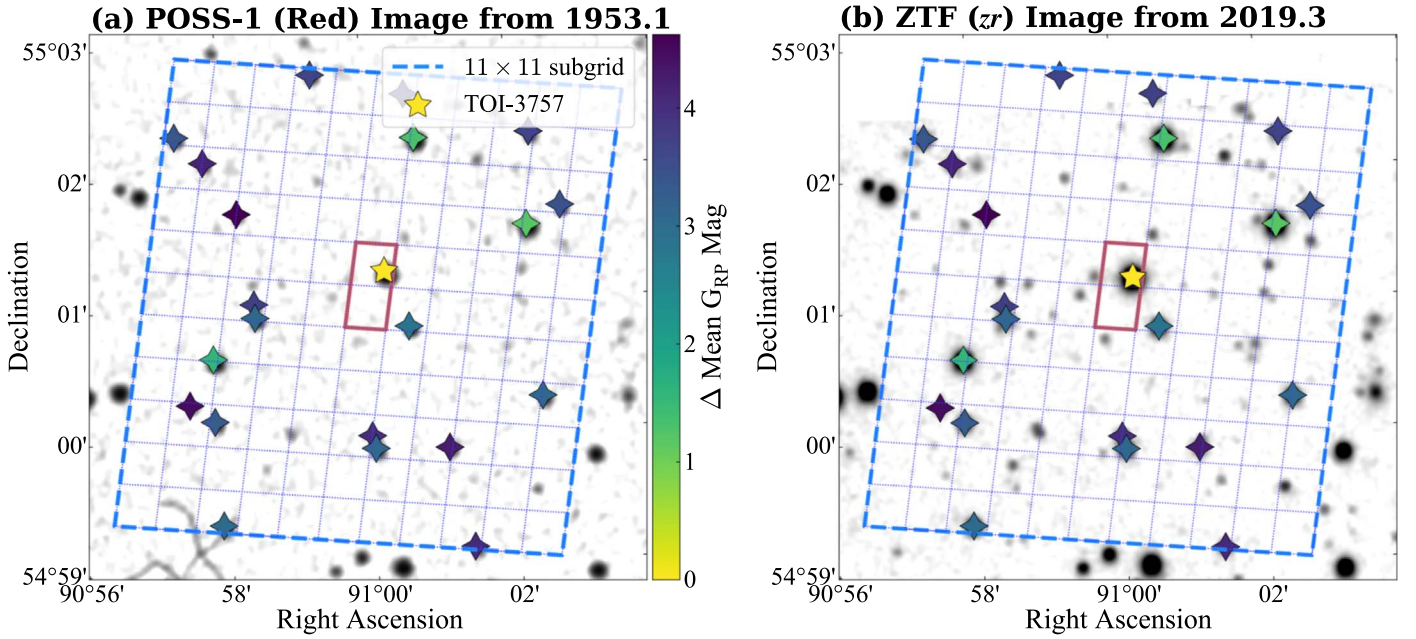 (a) POSS-1 (Red) Image from 1953.1
55°03'
02'
01'
00'
54°59'
90°56'
58'
91°00'
02'
Declination
Right Ascension
11 × 11 subgrid
TOI-3757
4
3
2
1
0
Δ Mean G_RP Mag
(b) ZTF (zr) Image from 2019.3
55°03'
02'
01'
00'
54°59'
90°56'
58'
91°00'
02'
Declination
Right Ascension